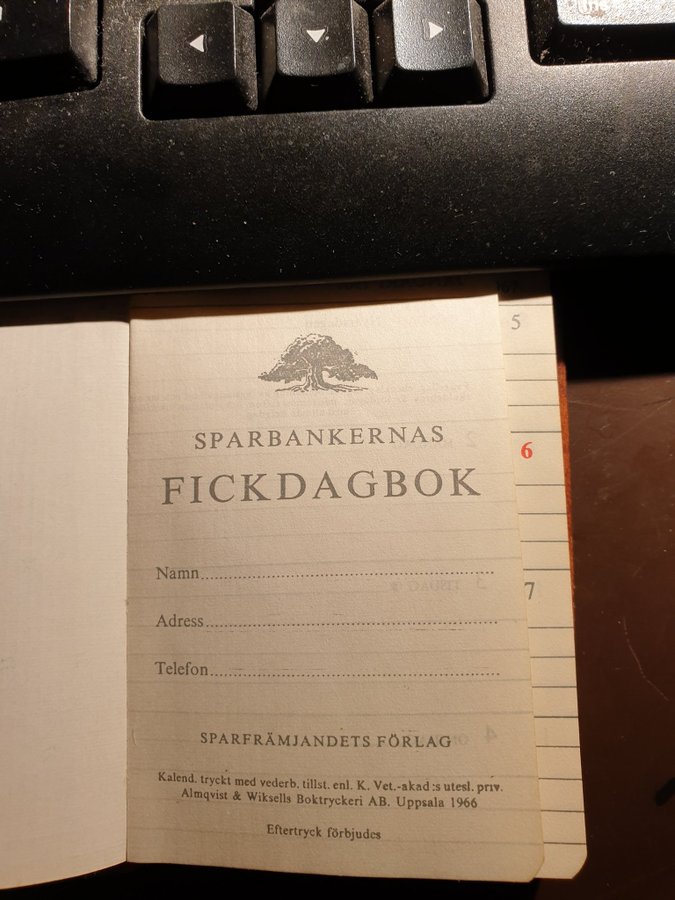 5
6
7
SPARBANKERNAS
FICKDAGBOK
Namn
Adress
Telefon
SPARFRÄMJANDETS FÖRLAG
Kalend. tryckt med vederb. tillst. enl. K. Vet.-akad:s utesl. priv.
Almqvist & Wiksells Boktryckeri AB. Uppsala 1966
Eftertryck förbjudes